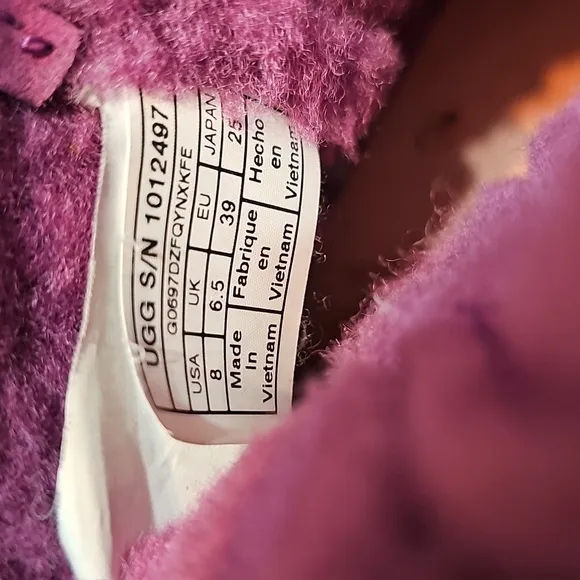 UGG S/N 1012497
G0697DZFQYNXKFE
USA UK EU JAPAN
8 6.5 39 25
Made In Vietnam
Fabrique en Vietnam
Hecho en Vietnam